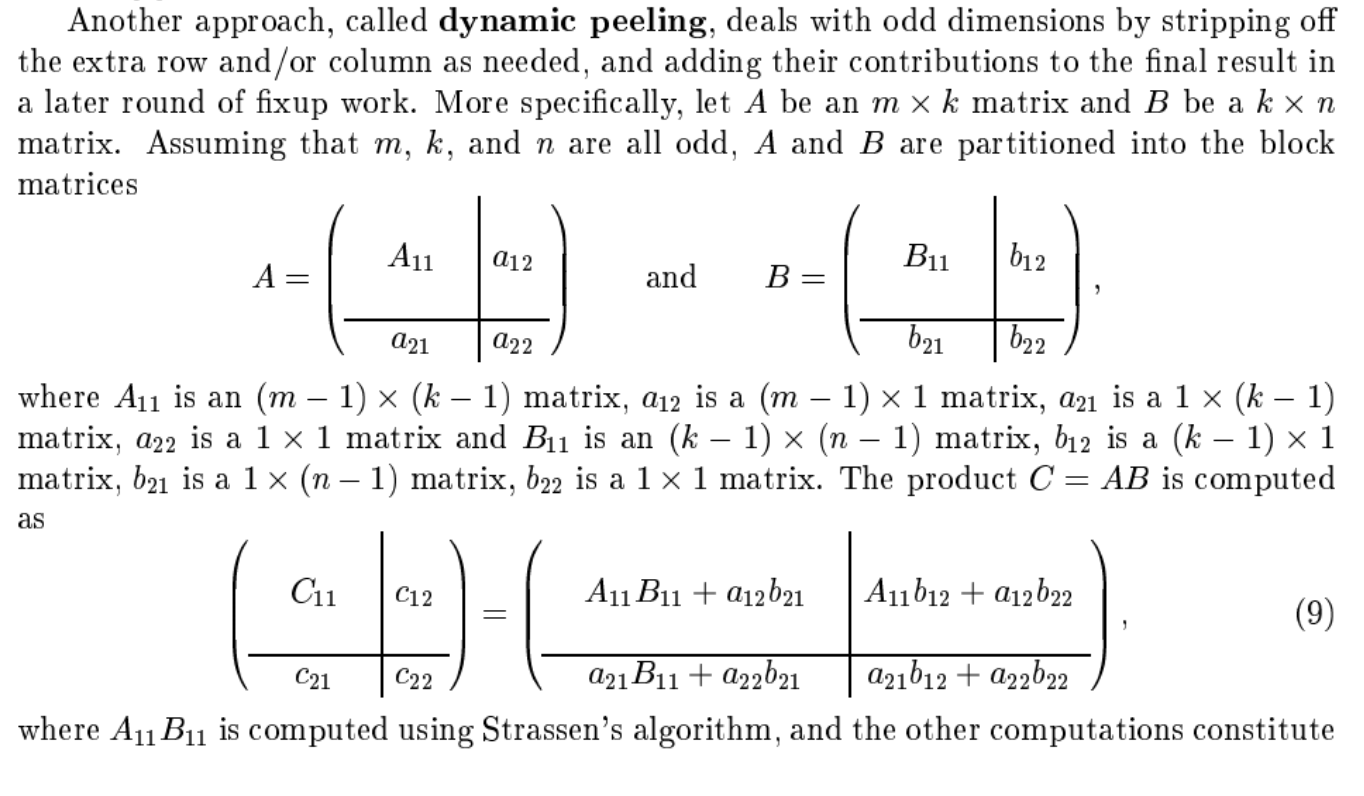 Another approach, called dynamic peeling, deals with odd dimensions by stripping off
the extra row and/or column as needed, and adding their contributions to the final result in
a later round of fixup work. More specifically, let A be an m × k matrix and B be a k × n
matrix. Assuming that m, k, and n are all odd, A and B are partitioned into the block
matrices
A = ( A₁₁ | a₁₂ ; a₂₁ | a₂₂ ) and B = ( B₁₁ | b₁₂ ; b₂₁ | b₂₂ ) ,
where A₁₁ is an (m − 1) × (k − 1) matrix, a₁₂ is a (m − 1) × 1 matrix, a₂₁ is a 1 × (k − 1)
matrix, a₂₂ is a 1 × 1 matrix and B₁₁ is an (k − 1) × (n − 1) matrix, b₁₂ is a (k − 1) × 1
matrix, b₂₁ is a 1 × (n − 1) matrix, b₂₂ is a 1 × 1 matrix. The product C = AB is computed
as
( C₁₁ | c₁₂ ; c₂₁ | c₂₂ ) = ( A₁₁B₁₁ + a₁₂b₂₁ | A₁₁b₁₂ + a₁₂b₂₂ ; a₂₁B₁₁ + a₂₂b₂₁ | a₂₁b₁₂ + a₂₂b₂₂ ) , (9)
where A₁₁B₁₁ is computed using Strassen's algorithm, and the other computations constitute